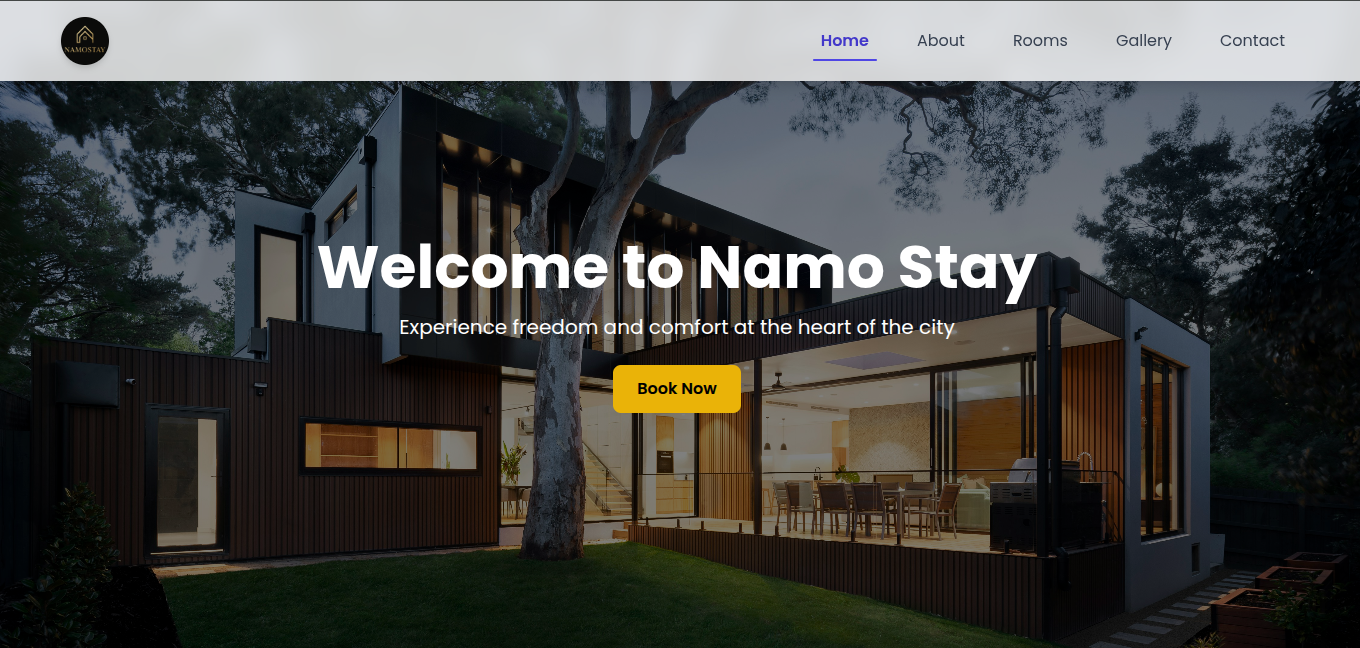 NAMOSTAY
Home
About
Rooms
Gallery
Contact
Welcome to Namo Stay
Experience freedom and comfort at the heart of the city
Book Now